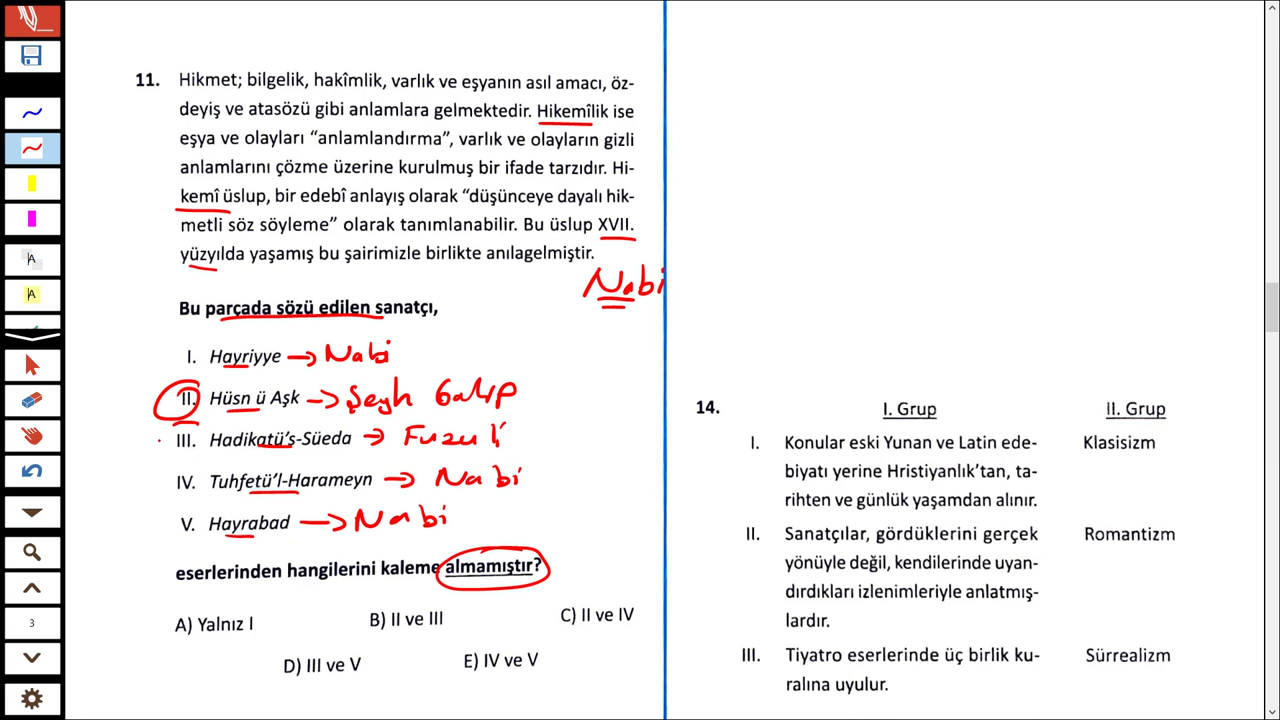 11. Hikmet; bilgelik, hakîmlik, varlık ve eşyanın asıl amacı, öz-
deyiş ve atasözü gibi anlamlara gelmektedir. Hikemîlik ise
eşya ve olayları “anlamlandırma”, varlık ve olayların gizli
anlamlarını çözme üzerine kurulmuş bir ifade tarzıdır. Hi-
kemî üslup, bir edebî anlayış olarak “düşünceye dayalı hik-
metli söz söyleme” olarak tanımlanabilir. Bu üslup XVII.
yüzyılda yaşamış bu şairimizle birlikte anılagelmiştir.
Nabi
Bu parçada sözü edilen sanatçı,
I. Hayriyye → Nabi
II. Hüsn ü Aşk → Şeyh Galip
III. Hadikatü’s-Süeda → Fuzuli
IV. Tuhfetü’l-Harameyn → Nabi
V. Hayrabad → Nabi
eserlerinden hangilerini kaleme almamıştır?
A) Yalnız I B) II ve III C) II ve IV
D) III ve V E) IV ve V
14. I. Grup II. Grup
I. Konular eski Yunan ve Latin ede- Klasisizm
biyatı yerine Hristiyanlık’tan, ta-
rihten ve günlük yaşamdan alınır.
II. Sanatçılar, gördüklerini gerçek Romantizm
yönüyle değil, kendilerinde uyan-
dırdıkları izlenimleriyle anlatmış-
lardır.
III. Tiyatro eserlerinde üç birlik ku- Sürrealizm
ralına uyulur.
A
A
3